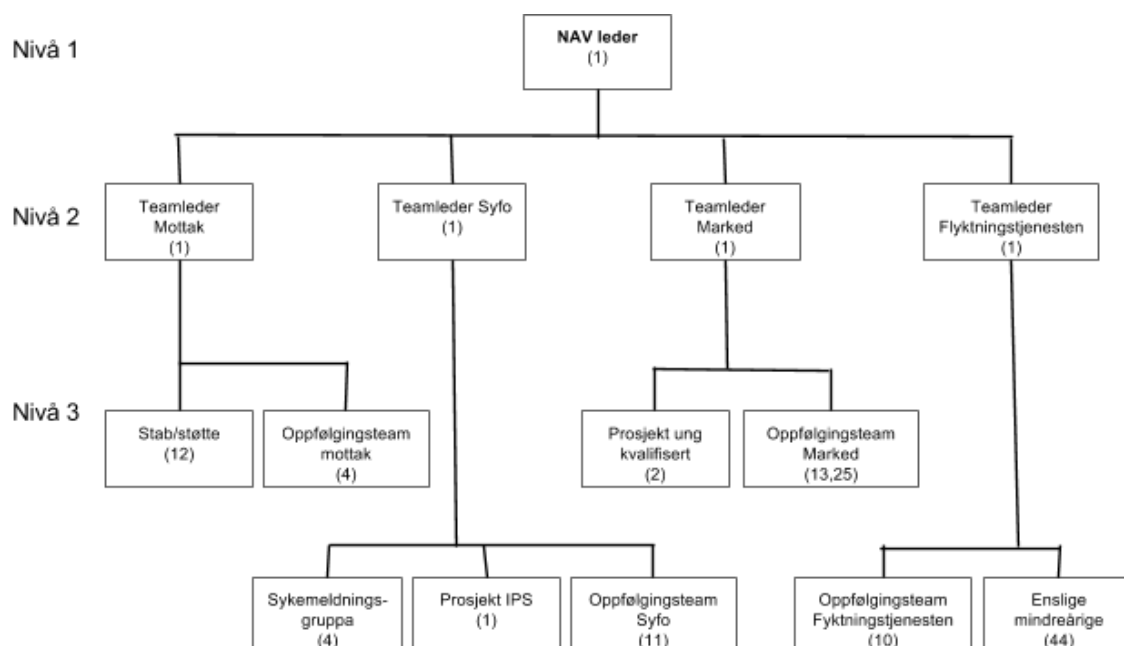 Nivå 1
NAV leder
(1)
Nivå 2
Teamleder
Mottak
(1)
Teamleder Syfo
(1)
Teamleder
Marked
(1)
Teamleder
Flyktningstjenesten
(1)
Nivå 3
Stab/støtte
(12)
Oppfølgingsteam
mottak
(4)
Prosjekt ung
kvalifisert
(2)
Oppfølgingsteam
Marked
(13,25)
Sykemeldnings-
gruppa
(4)
Prosjekt IPS
(1)
Oppfølgingsteam
Syfo
(11)
Oppfølgingsteam
Fyktningstjenesten
(10)
Enslige
mindreårige
(44)